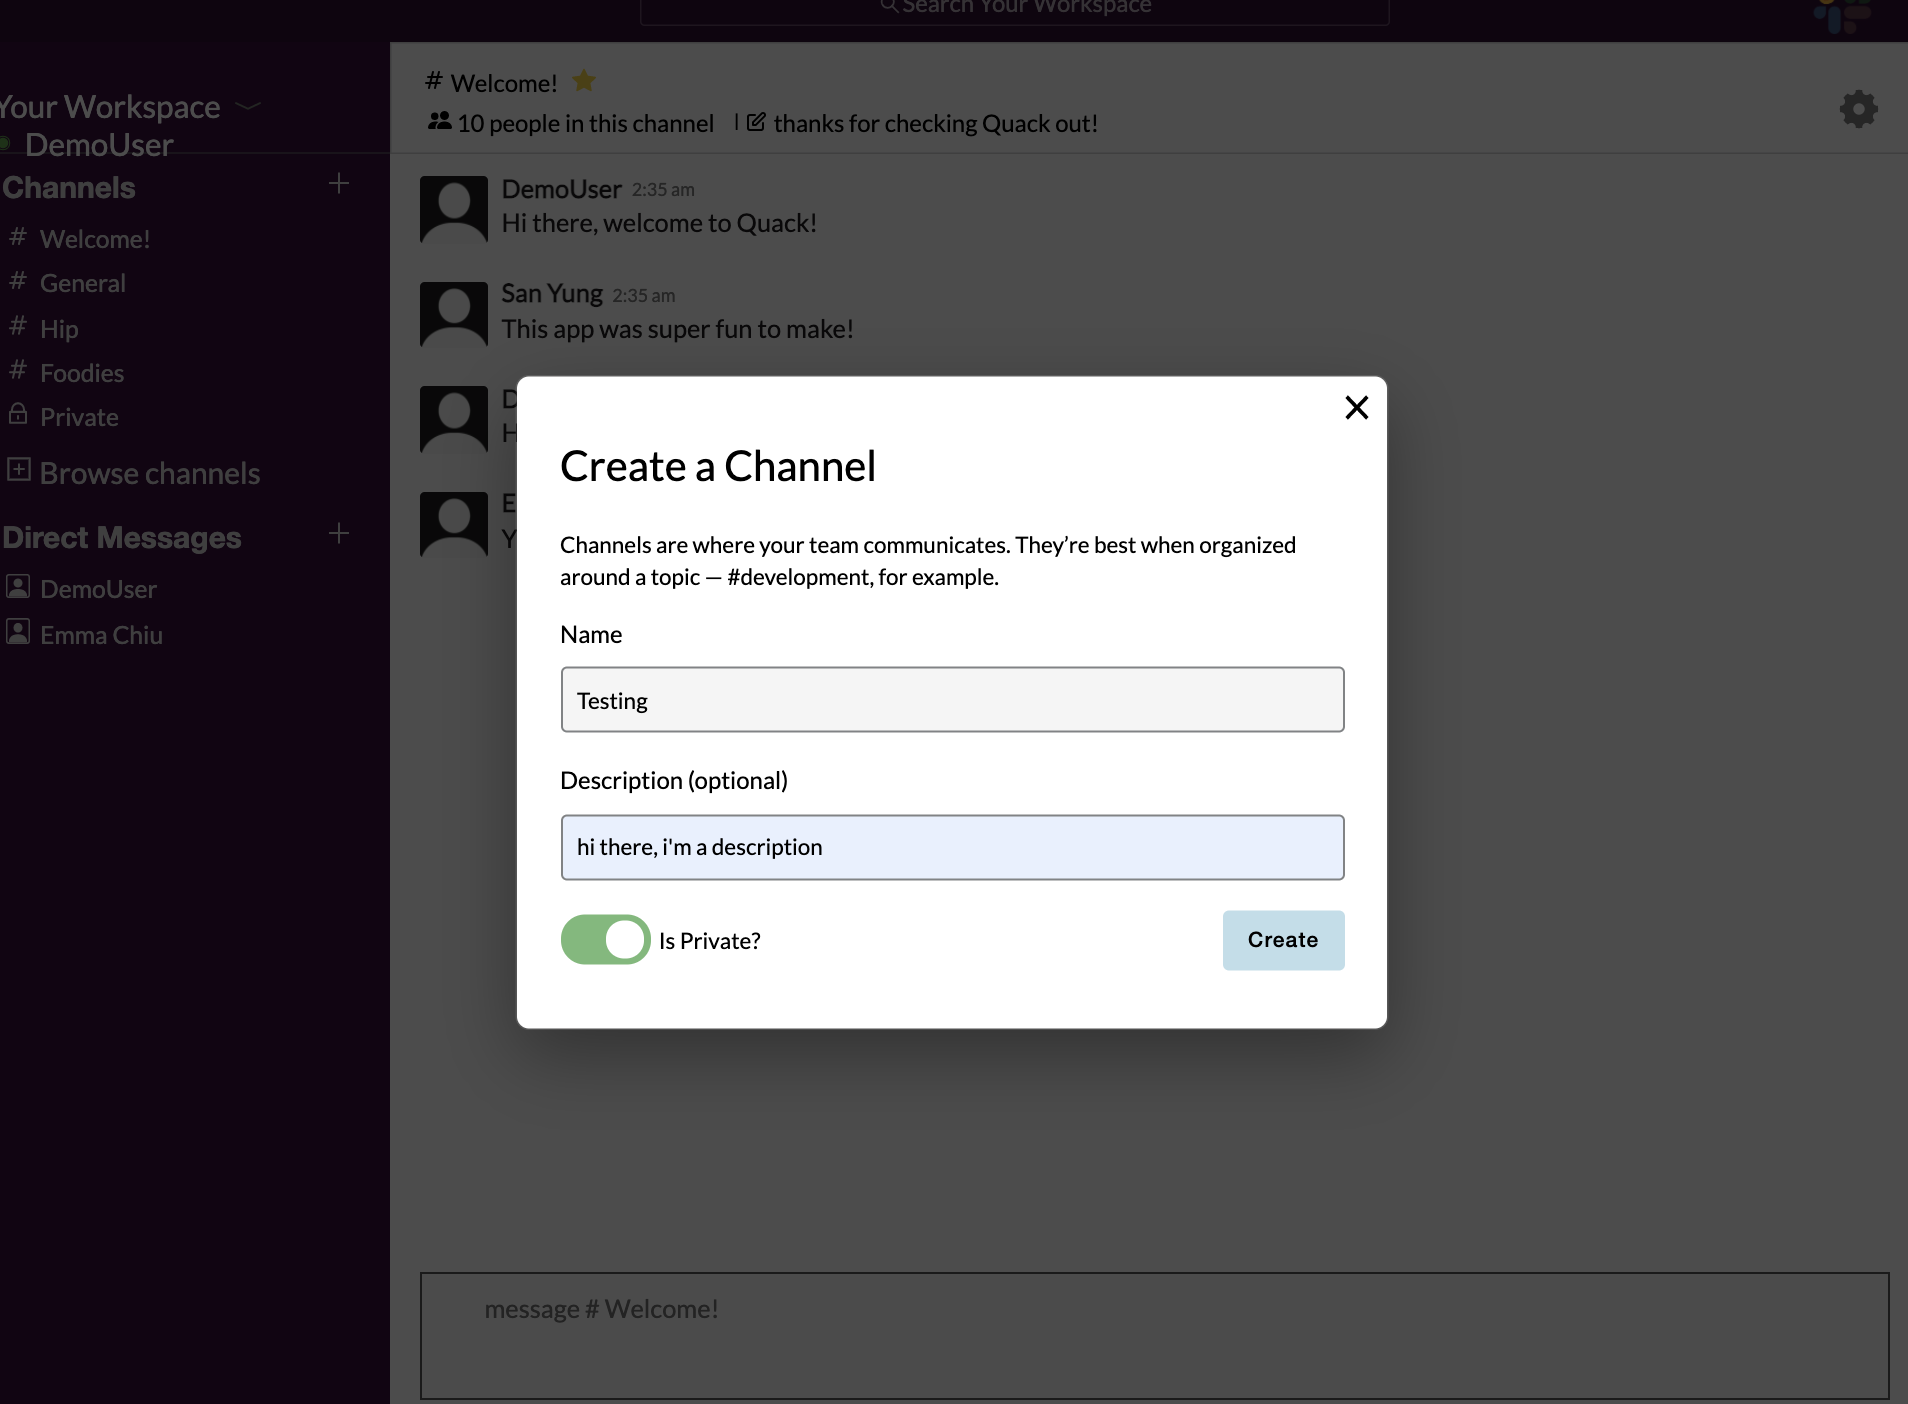 Search Your Workspace
Your Workspace
DemoUser
Channels
# Welcome!
# General
# Hip
# Foodies
Private
Browse channels
Direct Messages
DemoUser
Emma Chiu
# Welcome!
10 people in this channel | thanks for checking Quack out!
DemoUser 2:35 am
Hi there, welcome to Quack!
San Yung 2:35 am
This app was super fun to make!
D
H
E
Y
Create a Channel
Channels are where your team communicates. They’re best when organized
around a topic — #development, for example.
Name
Testing
Description (optional)
hi there, i'm a description
Is Private?
Create
message # Welcome!